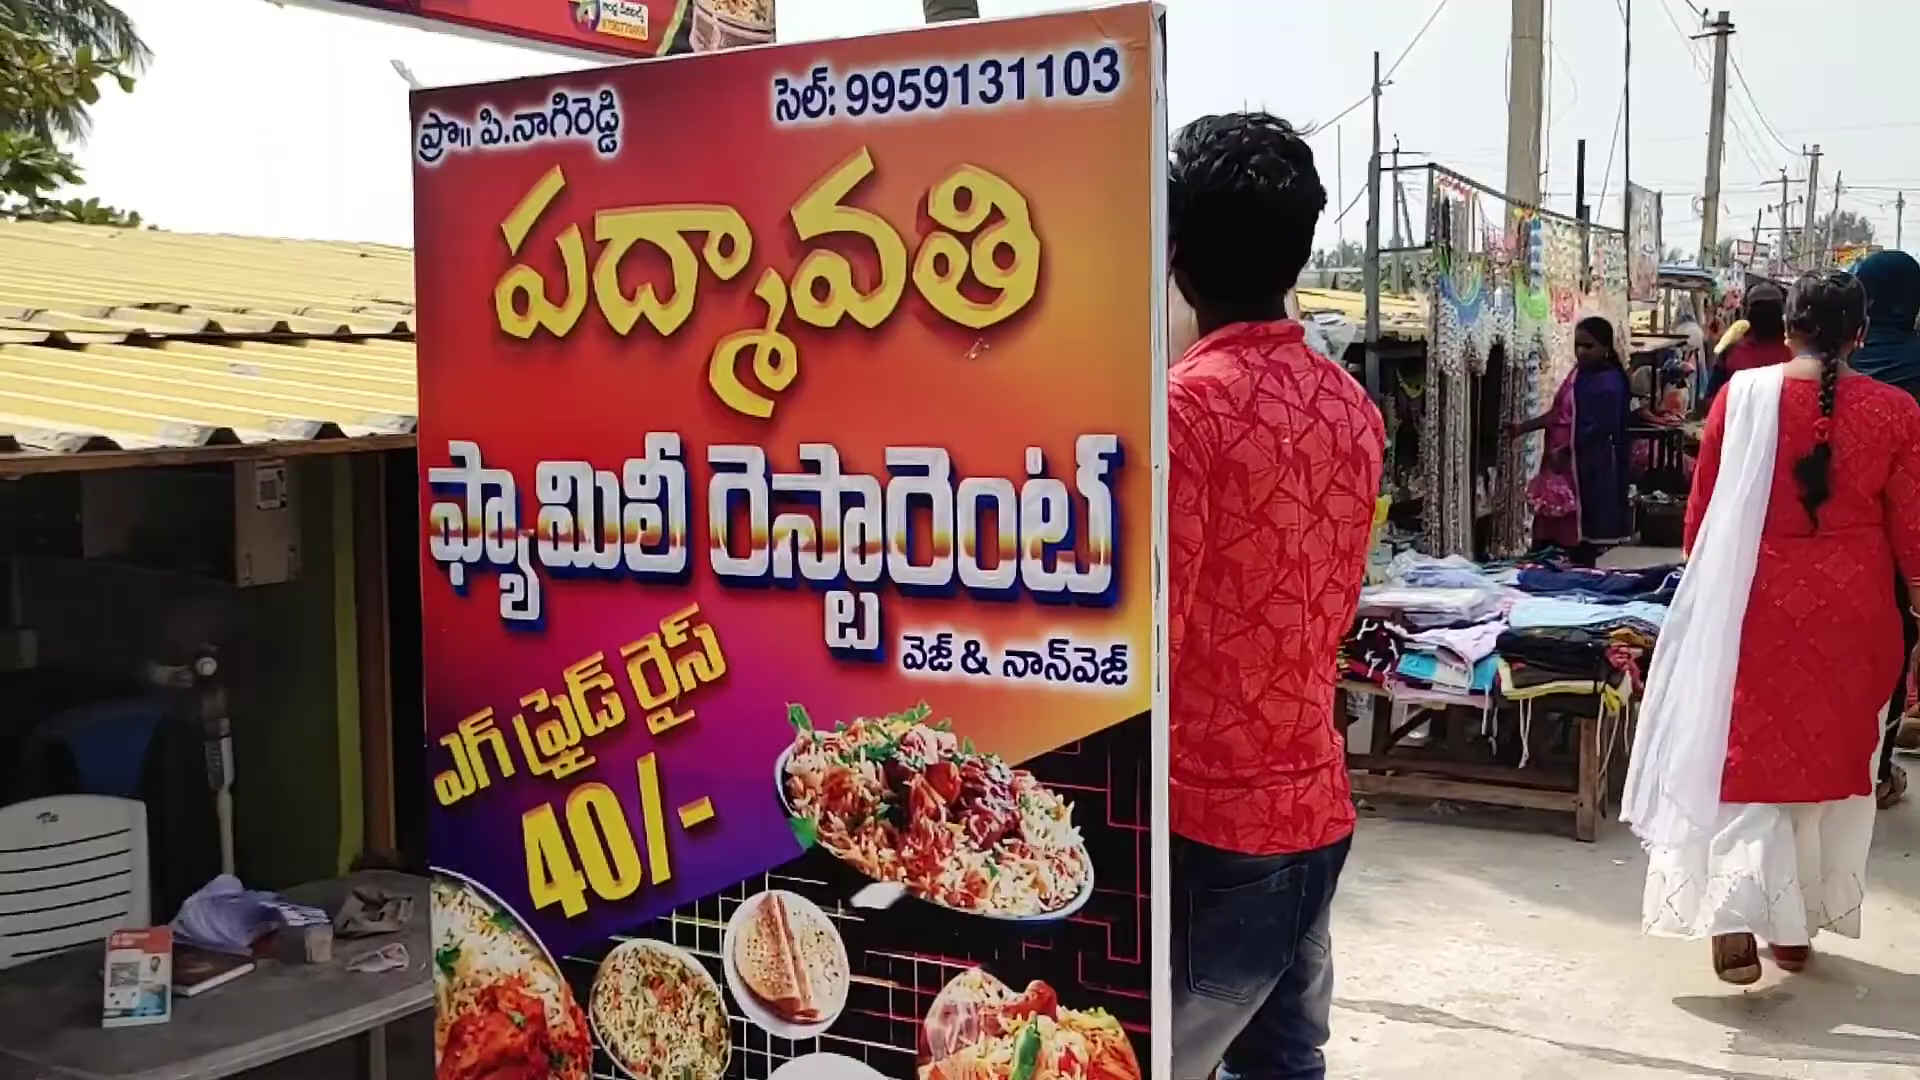 ప్రొ॥ పి.నాగిరెడ్డి
సెల్: 9959131103
పద్మావతి
ఫ్యామిలీ రెస్టారెంట్
వెజ్ & నాన్‌వెజ్
ఎగ్ ఫ్రైడ్ రైస్
40/-